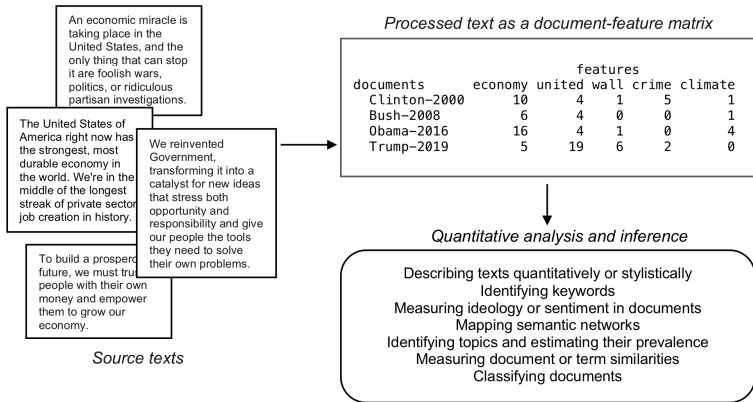 An economic miracle is
taking place in the
United States, and the
only thing that can stop
it are foolish wars,
politics, or ridiculous
partisan investigations.
The United States of
America right now has
the strongest, most
durable economy in
the world. We're in the
middle of the longest
streak of private sector
job creation in history.
We reinvented
Government,
transforming it into a
catalyst for new ideas
that stress both
opportunity and
responsibility and give
our people the tools
they need to solve
their own problems.
To build a prospero
future, we must trus
people with their own
money and empower
them to grow our
economy.
Source texts
Processed text as a document-feature matrix
features
documents economy united wall crime climate
Clinton-2000 10 4 1 5 1
Bush-2008 6 4 0 0 1
Obama-2016 16 4 1 0 4
Trump-2019 5 19 6 2 0
Quantitative analysis and inference
Describing texts quantitatively or stylistically
Identifying keywords
Measuring ideology or sentiment in documents
Mapping semantic networks
Identifying topics and estimating their prevalence
Measuring document or term similarities
Classifying documents